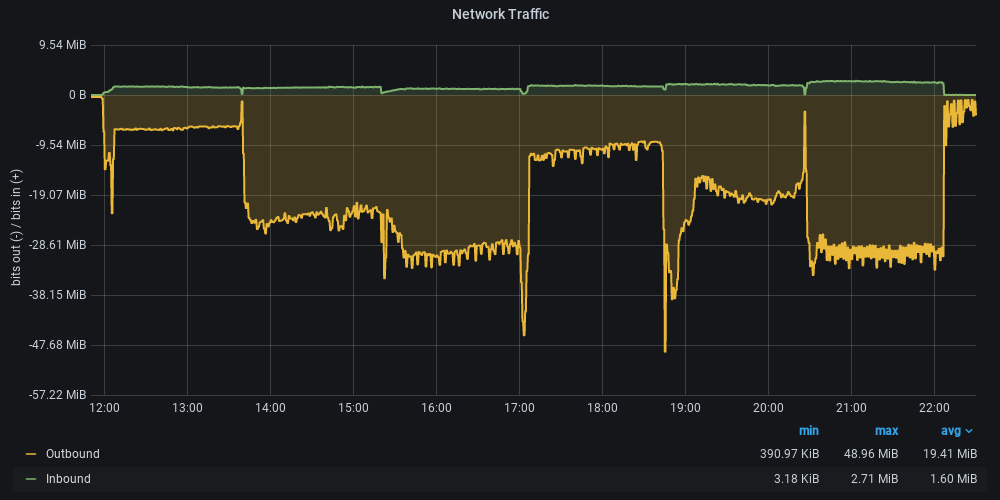 Network Traffic
bits out (-) / bits in (+)
9.54 MiB
0 B
-9.54 MiB
-19.07 MiB
-28.61 MiB
-38.15 MiB
-47.68 MiB
-57.22 MiB
12:00 13:00 14:00 15:00 16:00 17:00 18:00 19:00 20:00 21:00 22:00
min max avg
Outbound 390.97 KiB 48.96 MiB 19.41 MiB
Inbound 3.18 KiB 2.71 MiB 1.60 MiB